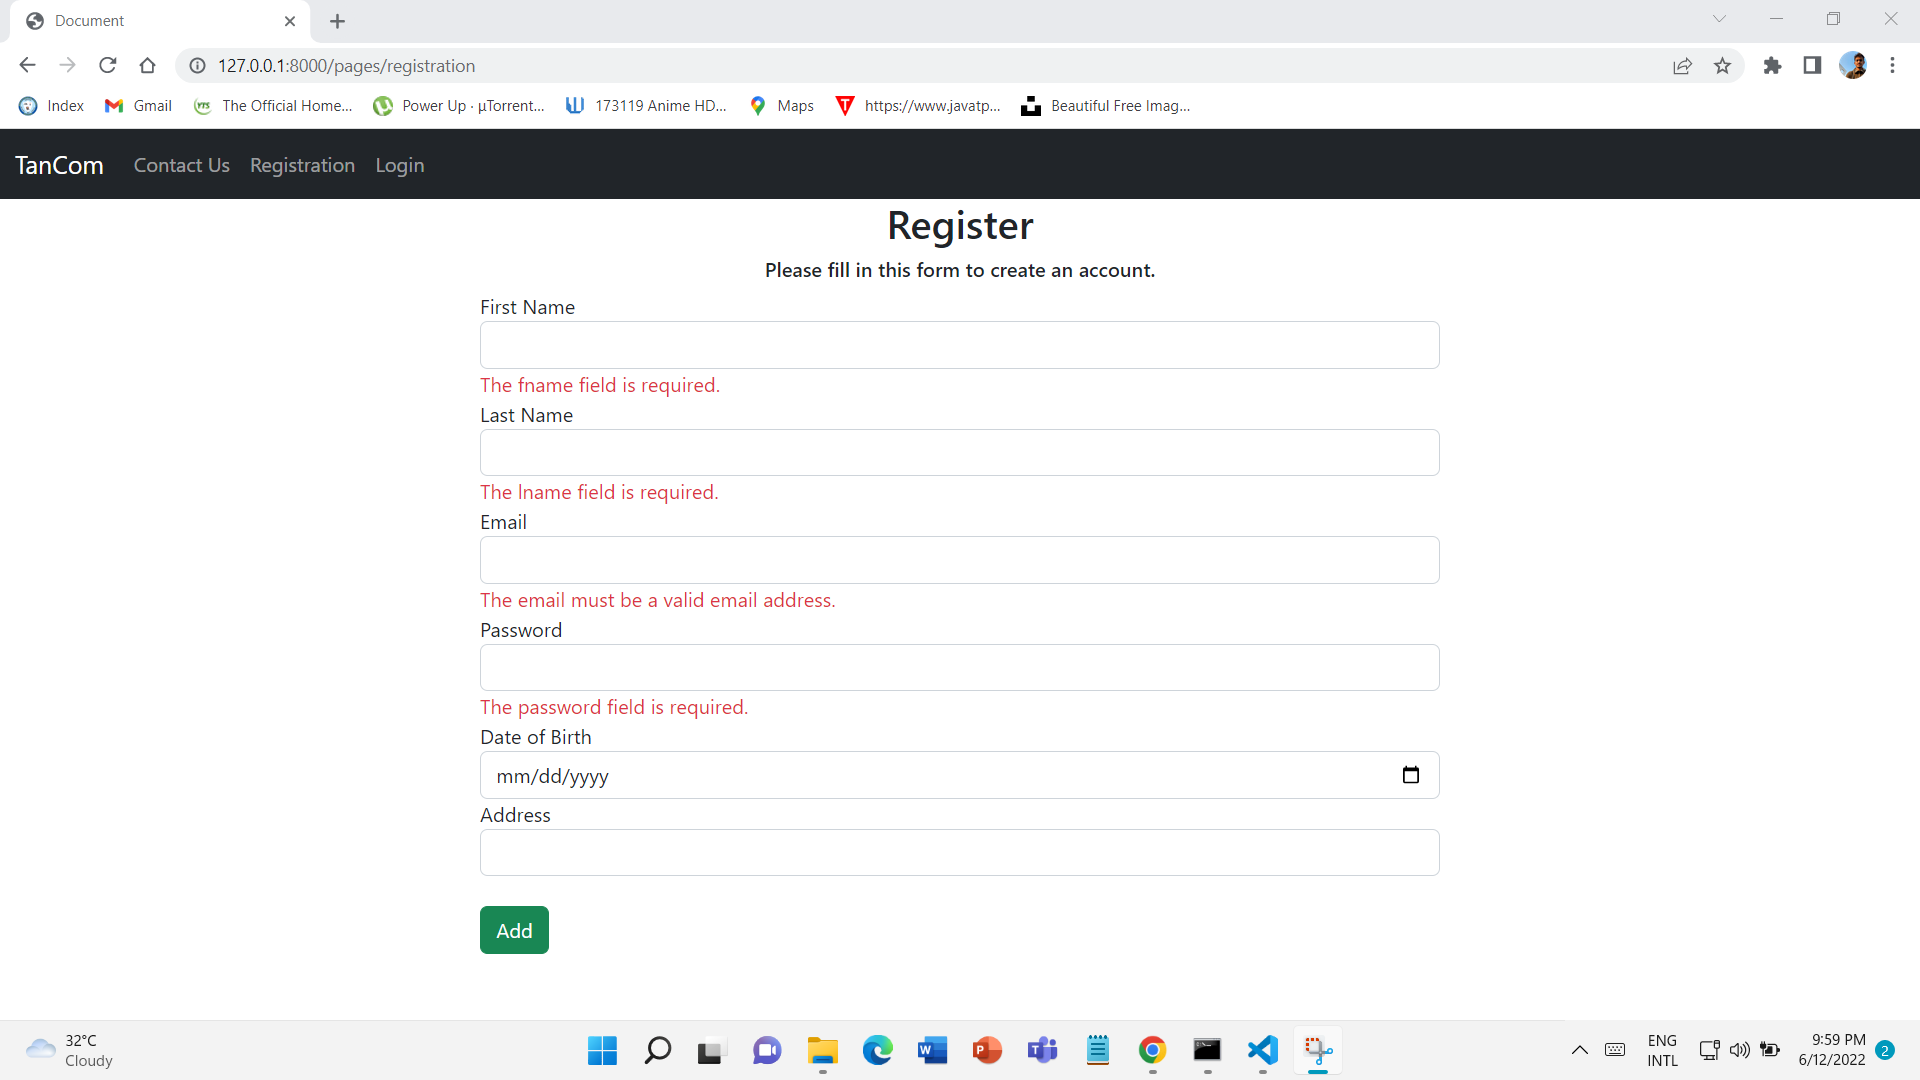 Document
127.0.0.1:8000/pages/registration
Index Gmail The Official Home... Power Up · µTorrent... 173119 Anime HD... Maps https://www.javatp... Beautiful Free Imag...
TanCom Contact Us Registration Login
Register
Please fill in this form to create an account.
First Name
The fname field is required.
Last Name
The lname field is required.
Email
The email must be a valid email address.
Password
The password field is required.
Date of Birth
mm/dd/yyyy
Address
Add
32°C
Cloudy
ENG
INTL
9:59 PM
6/12/2022
2